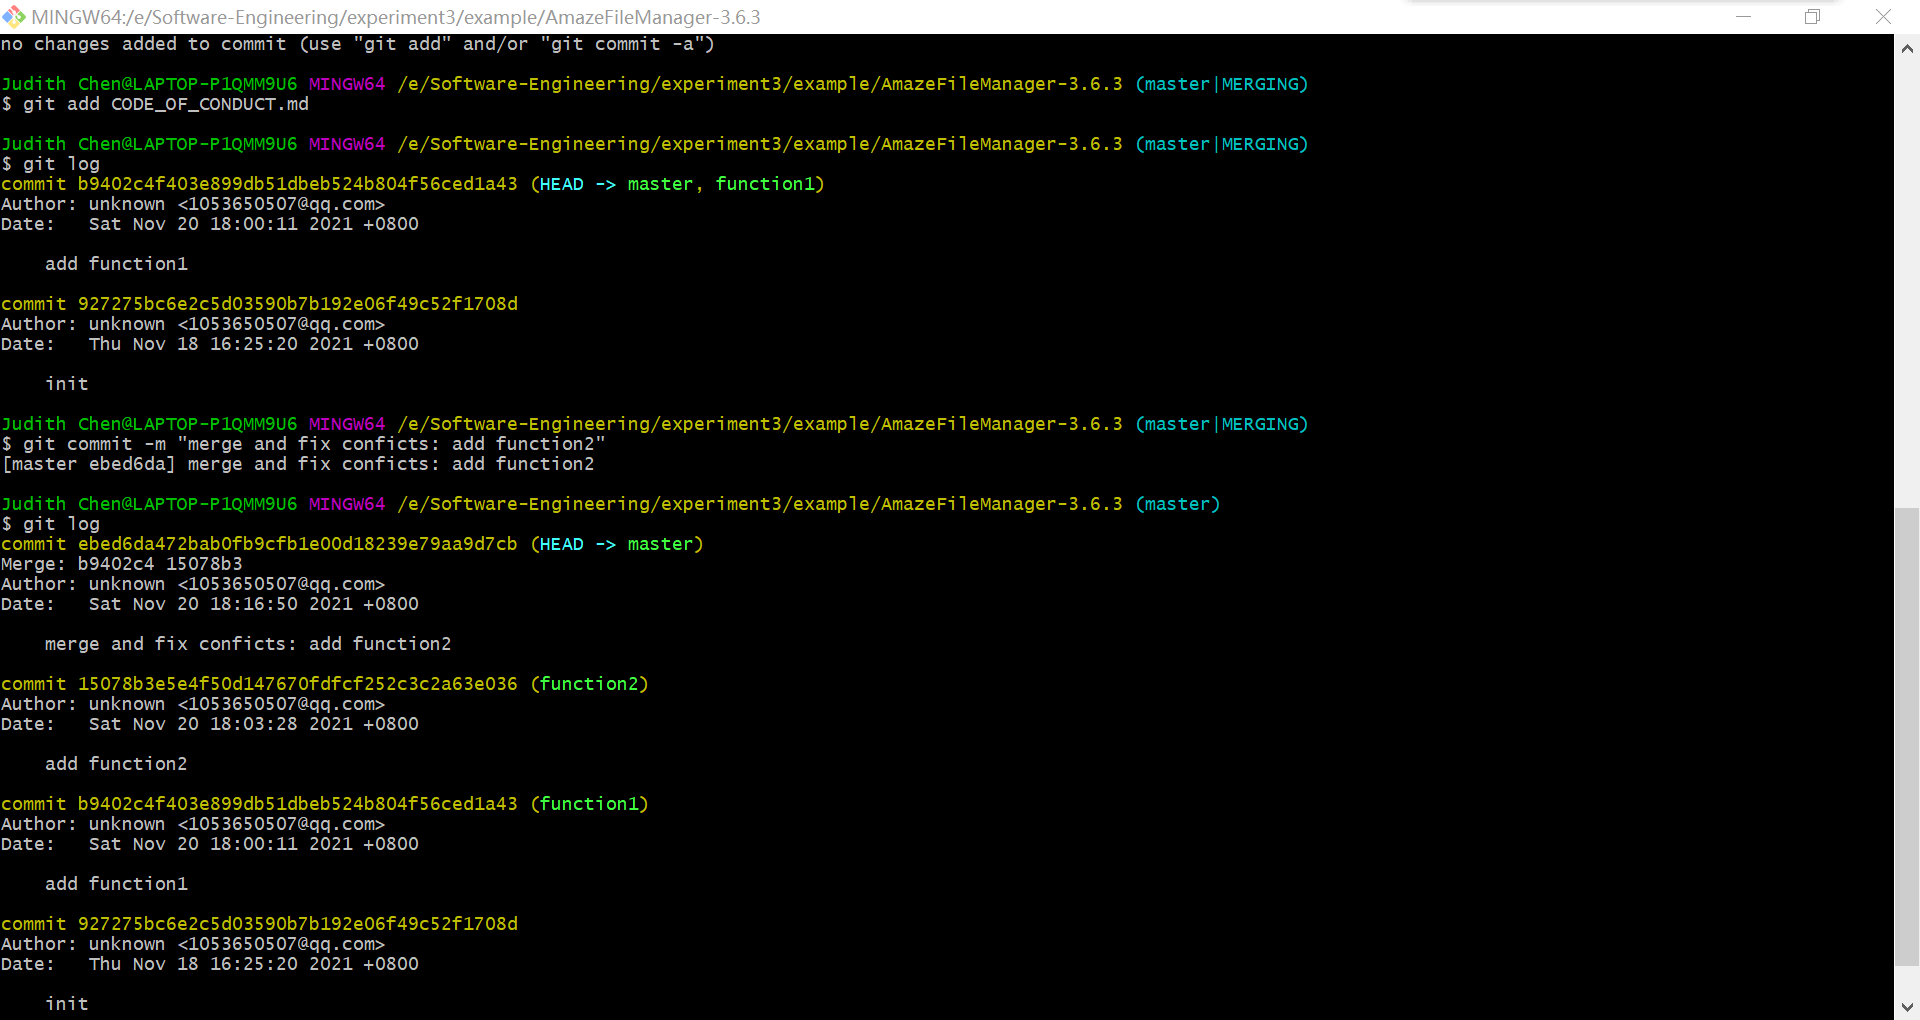 MINGW64:/e/Software-Engineering/experiment3/example/AmazeFileManager-3.6.3
no changes added to commit (use "git add" and/or "git commit -a")
Judith Chen@LAPTOP-P1QMM9U6 MINGW64 /e/Software-Engineering/experiment3/example/AmazeFileManager-3.6.3 (master|MERGING)
$ git add CODE_OF_CONDUCT.md
Judith Chen@LAPTOP-P1QMM9U6 MINGW64 /e/Software-Engineering/experiment3/example/AmazeFileManager-3.6.3 (master|MERGING)
$ git log
commit b9402c4f403e899db51dbeb524b804f56ced1a43 (HEAD -> master, function1)
Author: unknown <1053650507@qq.com>
Date:   Sat Nov 20 18:00:11 2021 +0800
    add function1
commit 927275bc6e2c5d03590b7b192e06f49c52f1708d
Author: unknown <1053650507@qq.com>
Date:   Thu Nov 18 16:25:20 2021 +0800
    init
Judith Chen@LAPTOP-P1QMM9U6 MINGW64 /e/Software-Engineering/experiment3/example/AmazeFileManager-3.6.3 (master|MERGING)
$ git commit -m "merge and fix conficts: add function2"
[master ebed6da] merge and fix conficts: add function2
Judith Chen@LAPTOP-P1QMM9U6 MINGW64 /e/Software-Engineering/experiment3/example/AmazeFileManager-3.6.3 (master)
$ git log
commit ebed6da472bab0fb9cfb1e00d18239e79aa9d7cb (HEAD -> master)
Merge: b9402c4 15078b3
Author: unknown <1053650507@qq.com>
Date:   Sat Nov 20 18:16:50 2021 +0800
    merge and fix conficts: add function2
commit 15078b3e5e4f50d147670fdfcf252c3c2a63e036 (function2)
Author: unknown <1053650507@qq.com>
Date:   Sat Nov 20 18:03:28 2021 +0800
    add function2
commit b9402c4f403e899db51dbeb524b804f56ced1a43 (function1)
Author: unknown <1053650507@qq.com>
Date:   Sat Nov 20 18:00:11 2021 +0800
    add function1
commit 927275bc6e2c5d03590b7b192e06f49c52f1708d
Author: unknown <1053650507@qq.com>
Date:   Thu Nov 18 16:25:20 2021 +0800
    init